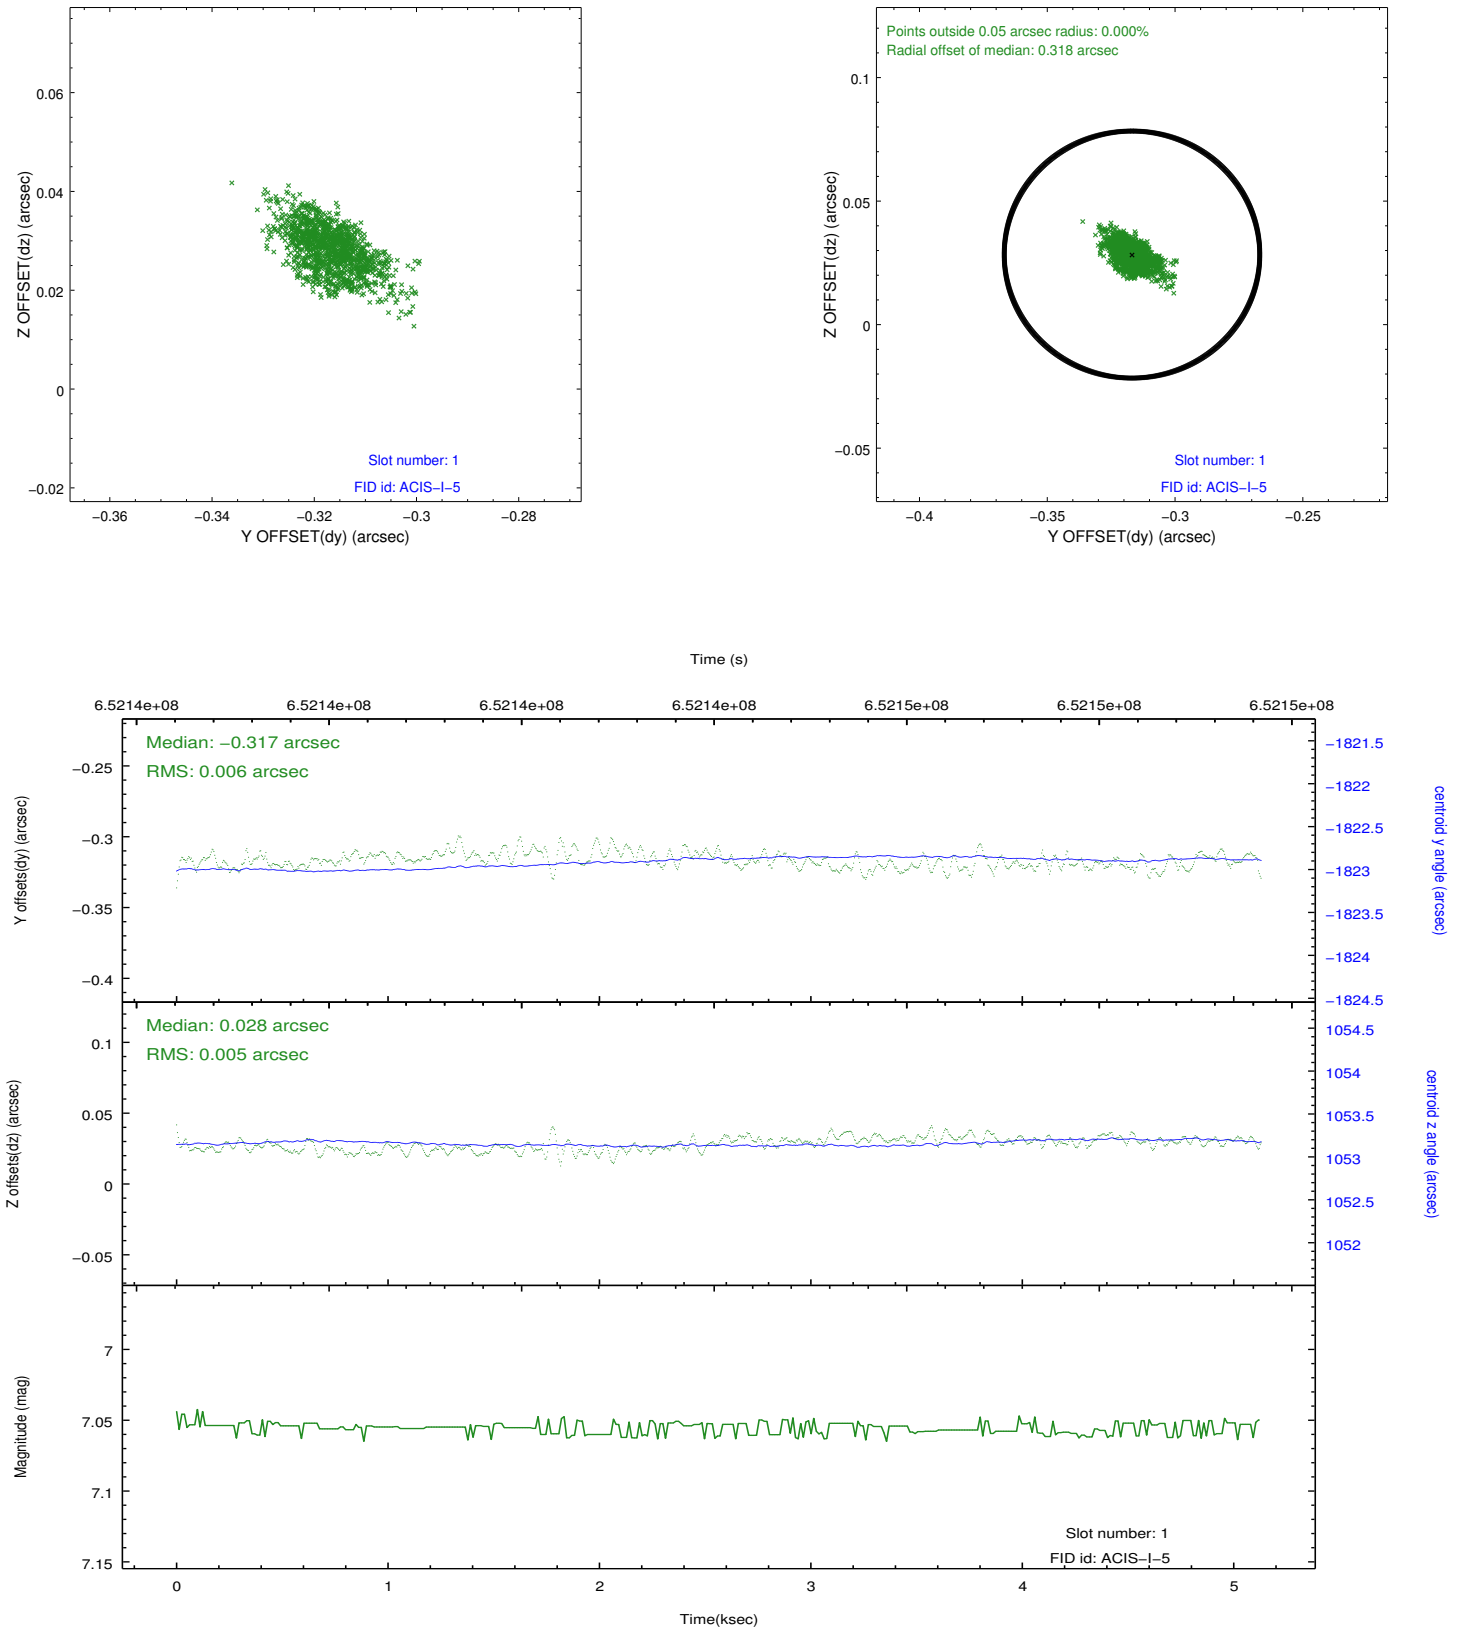 0.06
0.04
0.02
0
−0.02
Z OFFSET(dz) (arcsec)
Slot number: 1
FID id: ACIS−I−5
−0.36 −0.34 −0.32 −0.3 −0.28
Y OFFSET(dy) (arcsec)
Points outside 0.05 arcsec radius: 0.000%
Radial offset of median: 0.318 arcsec
0.1
0.05
0
−0.05
Z OFFSET(dz) (arcsec)
Slot number: 1
FID id: ACIS−I−5
−0.4 −0.35 −0.3 −0.25
Y OFFSET(dy) (arcsec)
Time (s)
6.5214e+08 6.5214e+08 6.5214e+08 6.5214e+08 6.5215e+08 6.5215e+08 6.5215e+08
Median: −0.317 arcsec
RMS: 0.006 arcsec
−0.25
−0.3
−0.35
−0.4
Y offsets(dy) (arcsec)
−1821.5
−1822
−1822.5
−1823
−1823.5
−1824
−1824.5
centroid y angle (arcsec)
Median: 0.028 arcsec
RMS: 0.005 arcsec
0.1
0.05
0
−0.05
Z offsets(dz) (arcsec)
1054.5
1054
1053.5
1053
1052.5
1052
centroid z angle (arcsec)
7
7.05
7.1
7.15
Magnitude (mag)
Slot number: 1
FID id: ACIS−I−5
0 1 2 3 4 5
Time(ksec)